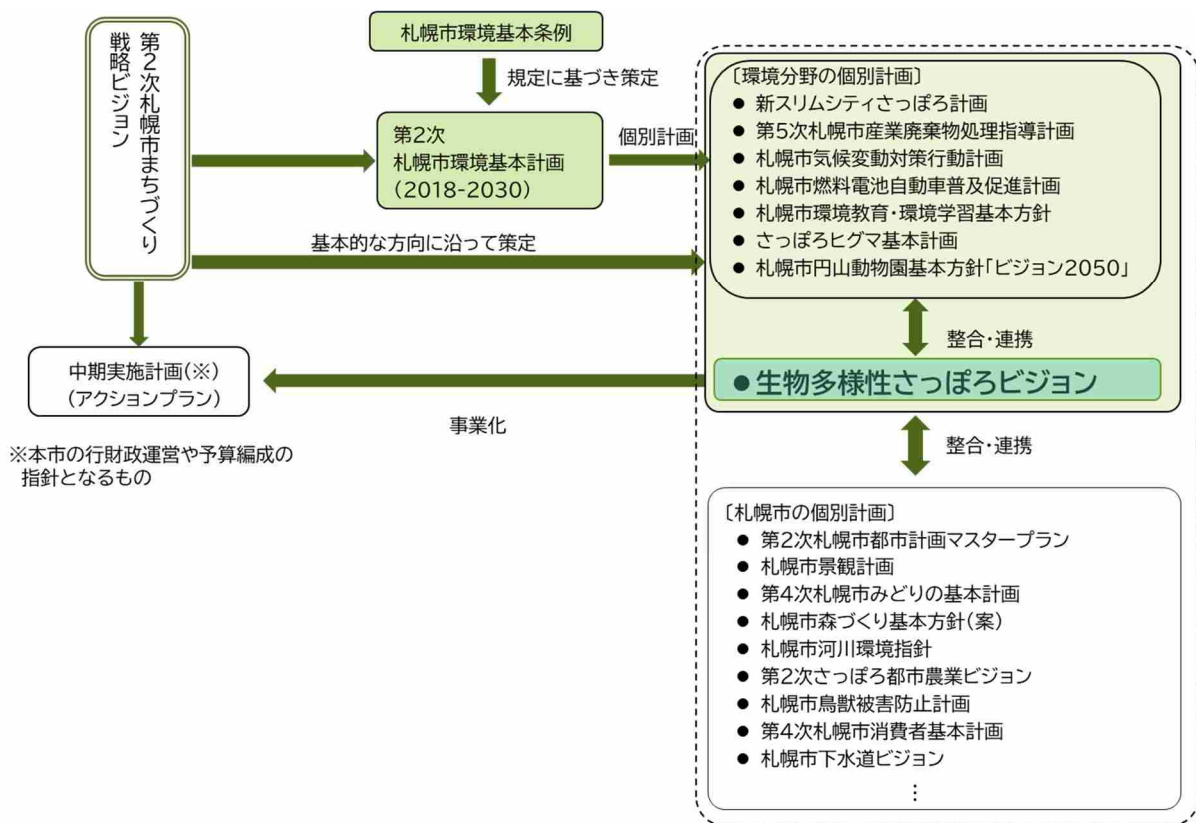 第2次札幌市まちづくり
戦略ビジョン
札幌市環境基本条例
規定に基づき策定
第2次
札幌市環境基本計画
(2018-2030)
個別計画
基本的な方向に沿って策定
〔環境分野の個別計画〕
● 新スリムシティさっぽろ計画
● 第5次札幌市産業廃棄物処理指導計画
● 札幌市気候変動対策行動計画
● 札幌市燃料電池自動車普及促進計画
● 札幌市環境教育・環境学習基本方針
● さっぽろヒグマ基本計画
● 札幌市円山動物園基本方針「ビジョン2050」
整合・連携
● 生物多様性さっぽろビジョン
中期実施計画(※)
(アクションプラン)
事業化
※本市の行財政運営や予算編成の
指針となるもの
整合・連携
〔札幌市の個別計画〕
● 第2次札幌市都市計画マスタープラン
● 札幌市景観計画
● 第4次札幌市みどりの基本計画
● 札幌市森づくり基本方針(案)
● 札幌市河川環境指針
● 第2次さっぽろ都市農業ビジョン
● 札幌市鳥獣被害防止計画
● 第4次札幌市消費者基本計画
● 札幌市下水道ビジョン
⋮